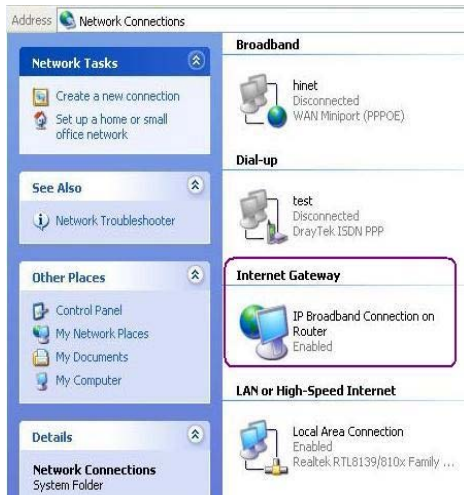 Address Network Connections
Network Tasks
Create a new connection
Set up a home or small
office network
See Also
Network Troubleshooter
Other Places
Control Panel
My Network Places
My Documents
My Computer
Details
Network Connections
System Folder
Broadband
hinet
Disconnected
WAN Miniport (PPPOE)
Dial-up
test
Disconnected
DrayTek ISDN PPP
Internet Gateway
IP Broadband Connection on
Router
Enabled
LAN or High-Speed Internet
Local Area Connection
Enabled
Realtek RTL8139/810x Family ...